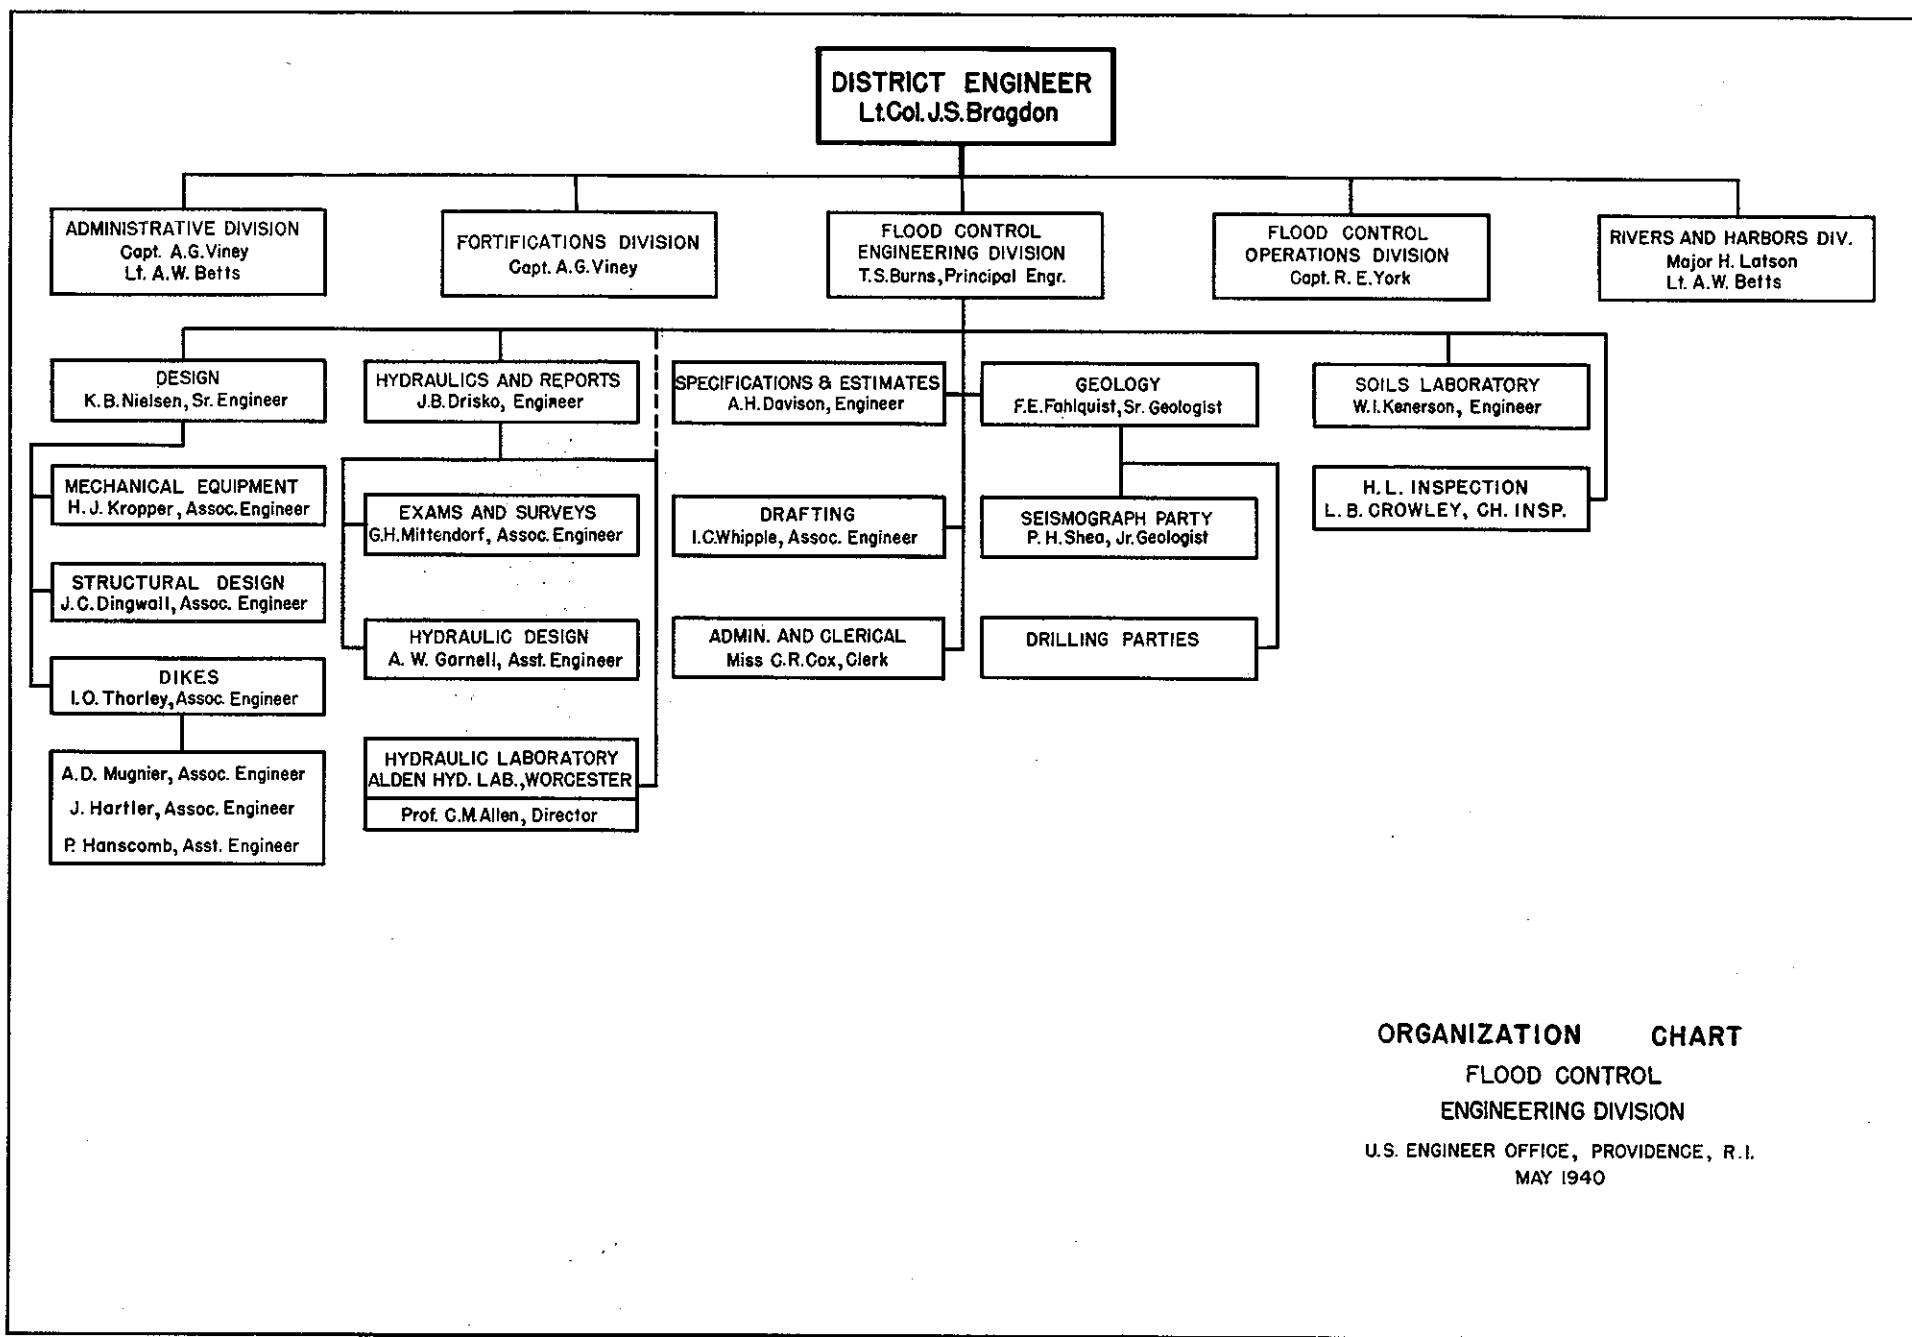 DISTRICT ENGINEER
Lt.Col.J.S.Bragdon
ADMINISTRATIVE DIVISION
Capt. A.G.Viney
Lt. A.W. Betts
FORTIFICATIONS DIVISION
Capt. A.G.Viney
FLOOD CONTROL
ENGINEERING DIVISION
T.S.Burns, Principal Engr.
FLOOD CONTROL
OPERATIONS DIVISION
Capt. R.E.York
RIVERS AND HARBORS DIV.
Major H. Latson
Lt. A.W. Betts
DESIGN
K.B.Nielsen, Sr. Engineer
HYDRAULICS AND REPORTS
J.B.Drisko, Engineer
SPECIFICATIONS & ESTIMATES
A.H.Davison, Engineer
GEOLOGY
F.E.Fahlquist, Sr. Geologist
SOILS LABORATORY
W.I.Kenerson, Engineer
MECHANICAL EQUIPMENT
H.J.Kropper, Assoc.Engineer
EXAMS AND SURVEYS
G.H.Mittendorf, Assoc. Engineer
DRAFTING
I.C.Whipple, Assoc. Engineer
SEISMOGRAPH PARTY
P.H.Shea, Jr.Geologist
H.L. INSPECTION
L.B. CROWLEY, CH. INSP.
STRUCTURAL DESIGN
J.C.Dingwall, Assoc. Engineer
HYDRAULIC DESIGN
A. W. Garnell, Asst. Engineer
ADMIN. AND CLERICAL
Miss C.R.Cox, Clerk
DRILLING PARTIES
DIKES
I.O. Thorley, Assoc. Engineer
A.D. Mugnier, Assoc. Engineer
J. Hartler, Assoc. Engineer
P. Hanscomb, Asst. Engineer
HYDRAULIC LABORATORY
ALDEN HYD. LAB., WORCESTER
Prof. C.M.Allen, Director
ORGANIZATION CHART
FLOOD CONTROL
ENGINEERING DIVISION
U.S. ENGINEER OFFICE, PROVIDENCE, R.I.
MAY 1940